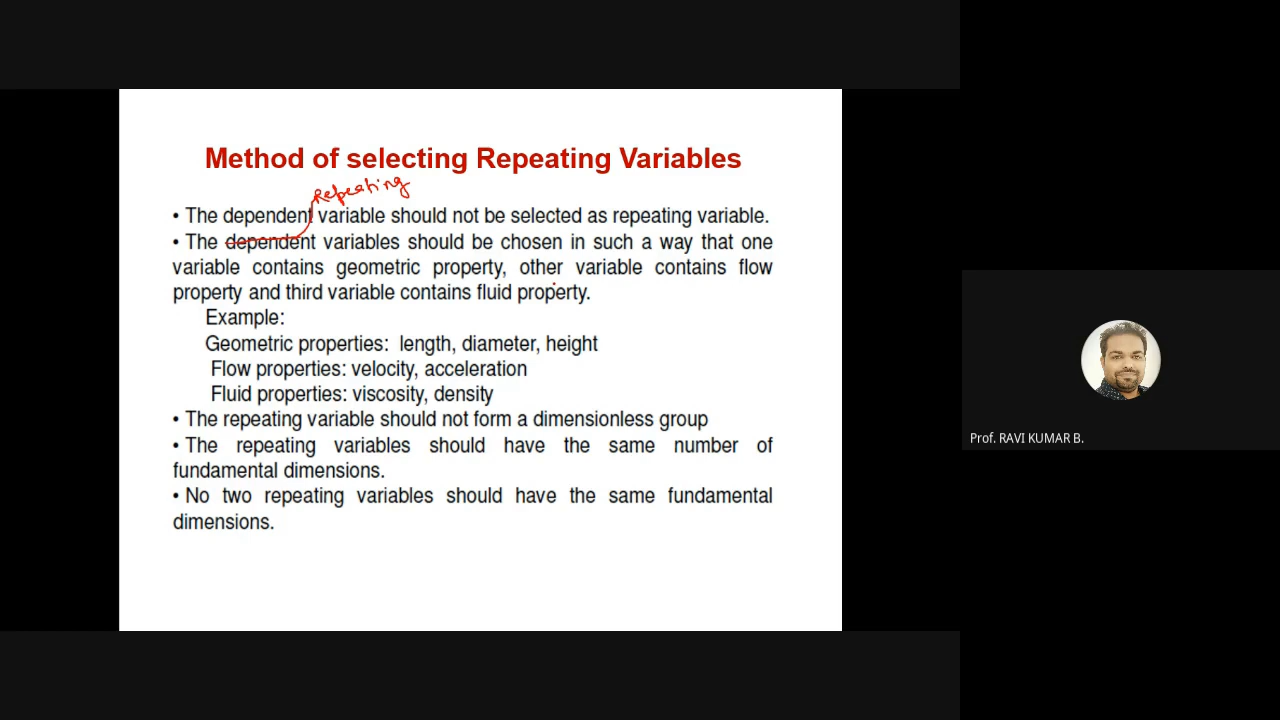 Method of selecting Repeating Variables
Repeating
• The dependent variable should not be selected as repeating variable.
• The dependent variables should be chosen in such a way that one
variable contains geometric property, other variable contains flow
property and third variable contains fluid property.
Example:
Geometric properties: length, diameter, height
Flow properties: velocity, acceleration
Fluid properties: viscosity, density
• The repeating variable should not form a dimensionless group
• The repeating variables should have the same number of
fundamental dimensions.
• No two repeating variables should have the same fundamental
dimensions.
Prof. RAVI KUMAR B.